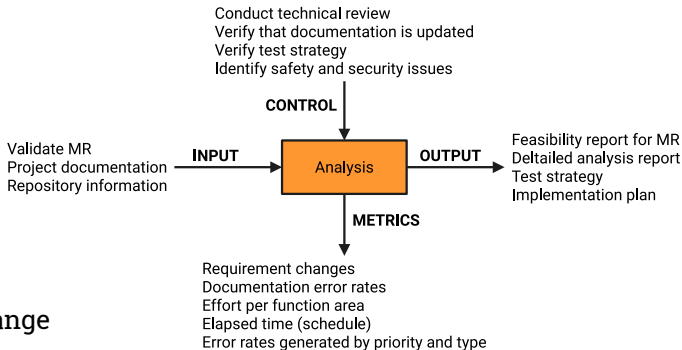 Conduct technical review
Verify that documentation is updated
Verify test strategy
Identify safety and security issues
CONTROL
Validate MR
Project documentation
Repository information
INPUT
Analysis
OUTPUT
Feasibility report for MR
Deltailed analysis report
Test strategy
Implementation plan
METRICS
Requirement changes
Documentation error rates
Effort per function area
Elapsed time (schedule)
Error rates generated by priority and type
ange